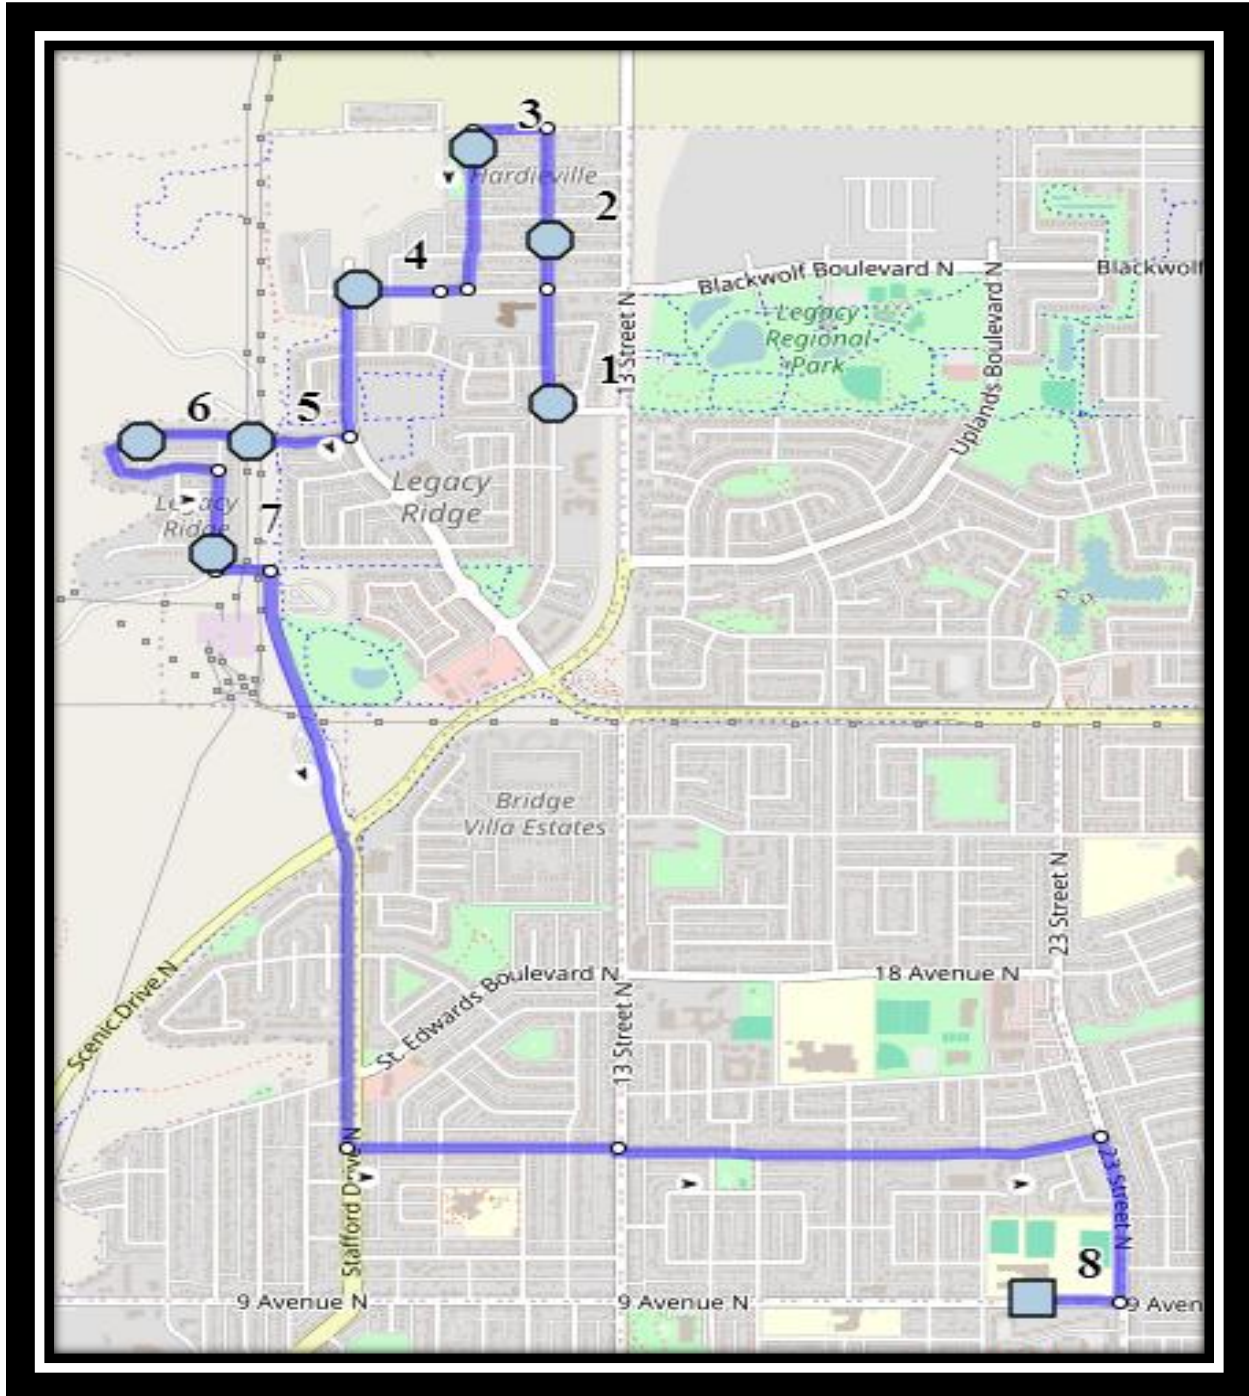 3
Hardieville
2
4
Blackwolf Boulevard N
Blackwolf
Legacy
Regional
Park
13 Street N
Uplands Boulevard N
1
6
5
Legacy
Ridge
Legacy
Ridge
7
Bridge
Villa Estates
23 Street N
18 Avenue N
St. Edwards Boulevard N
Scenic Drive N
13 Street N
Stafford Drive N
23 Street N
8
9 Avenue N
9 Avenue N
9 Aven